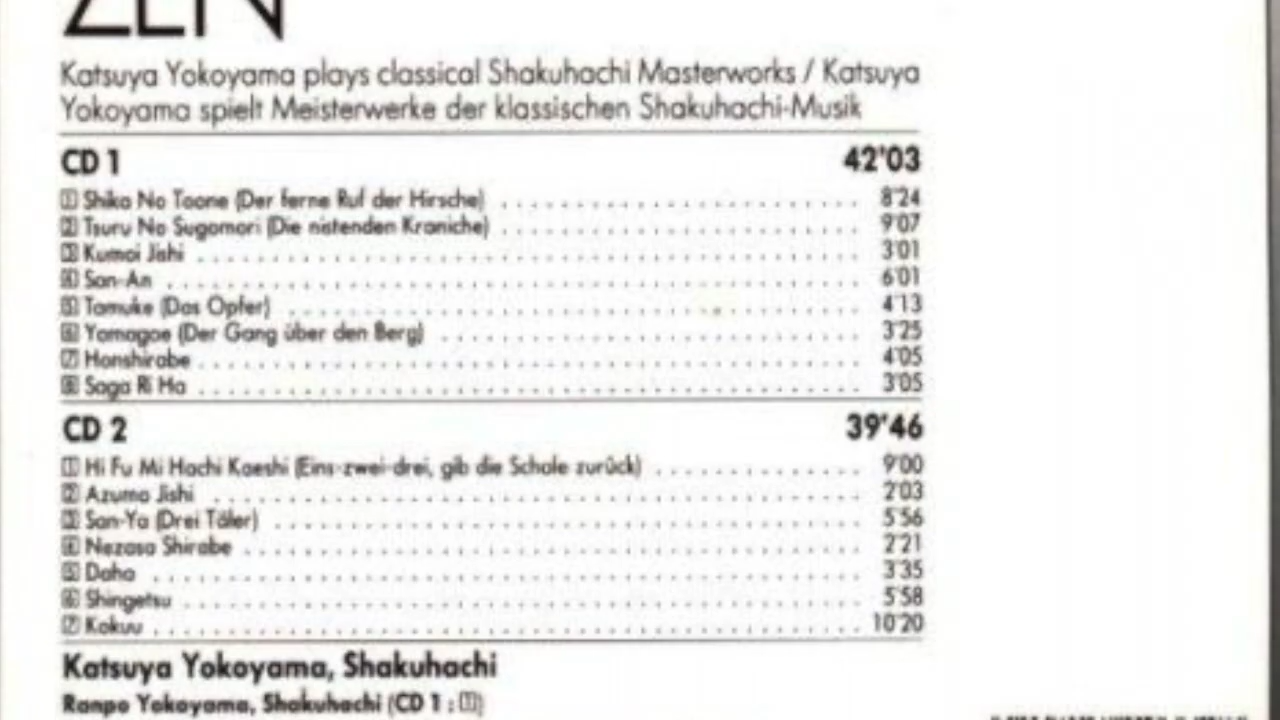 ZEN
Katsuya Yokoyama plays classical Shakuhachi Masterworks / Katsuya
Yokoyama spielt Meisterwerke der klassischen Shakuhachi-Musik
CD 1 42'03
1 Shika No Toone (Der ferne Ruf der Hirsche) 8'24
2 Tsuru No Sugomori (Die nistenden Kraniche) 9'07
3 Kumoi Jishi 3'01
4 San-An 6'01
5 Tamuke (Das Opfer) 4'13
6 Yamagoe (Der Gang über den Berg) 3'25
7 Honshirabe 4'05
8 Saga Ri Ha 3'05
CD 2 39'46
1 Hi Fu Mi Hachi Kaeshi (Eins-zwei-drei, gib die Schale zurück) 9'00
2 Azuma Jishi 2'03
3 San-Ya (Drei Täler) 5'56
4 Nezasa Shirabe 2'21
5 Daha 3'35
6 Shingetsu 5'58
7 Kokuu 10'20
Katsuya Yokoyama, Shakuhachi
Ranpo Yokoyama, Shakuhachi (CD 1 : 1)